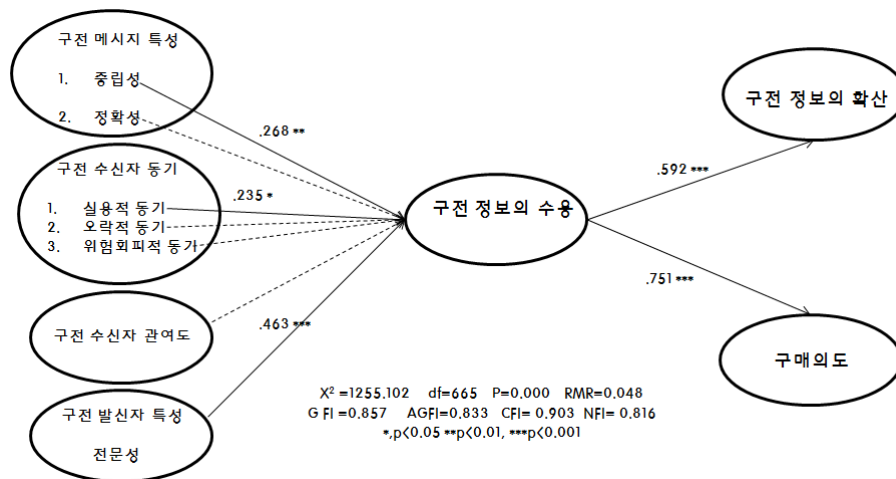 구전 메시지 특성
1. 중립성
2. 정확성
.268 **
구전 수신자 동기
1. 실용적 동기
2. 오락적 동기
3. 위험회피적 동기
.235 *
구전 수신자 관여도
.463 ***
구전 발신자 특성
전문성
구전 정보의 수용
.592 ***
구전 정보의 확산
.751 ***
구매의도
X² =1255.102 df=665 P=0.000 RMR=0.048
G FI =0.857 AGFI=0.833 CFI= 0.903 NFI= 0.816
*,p<0.05 **p<0.01, ***p<0.001